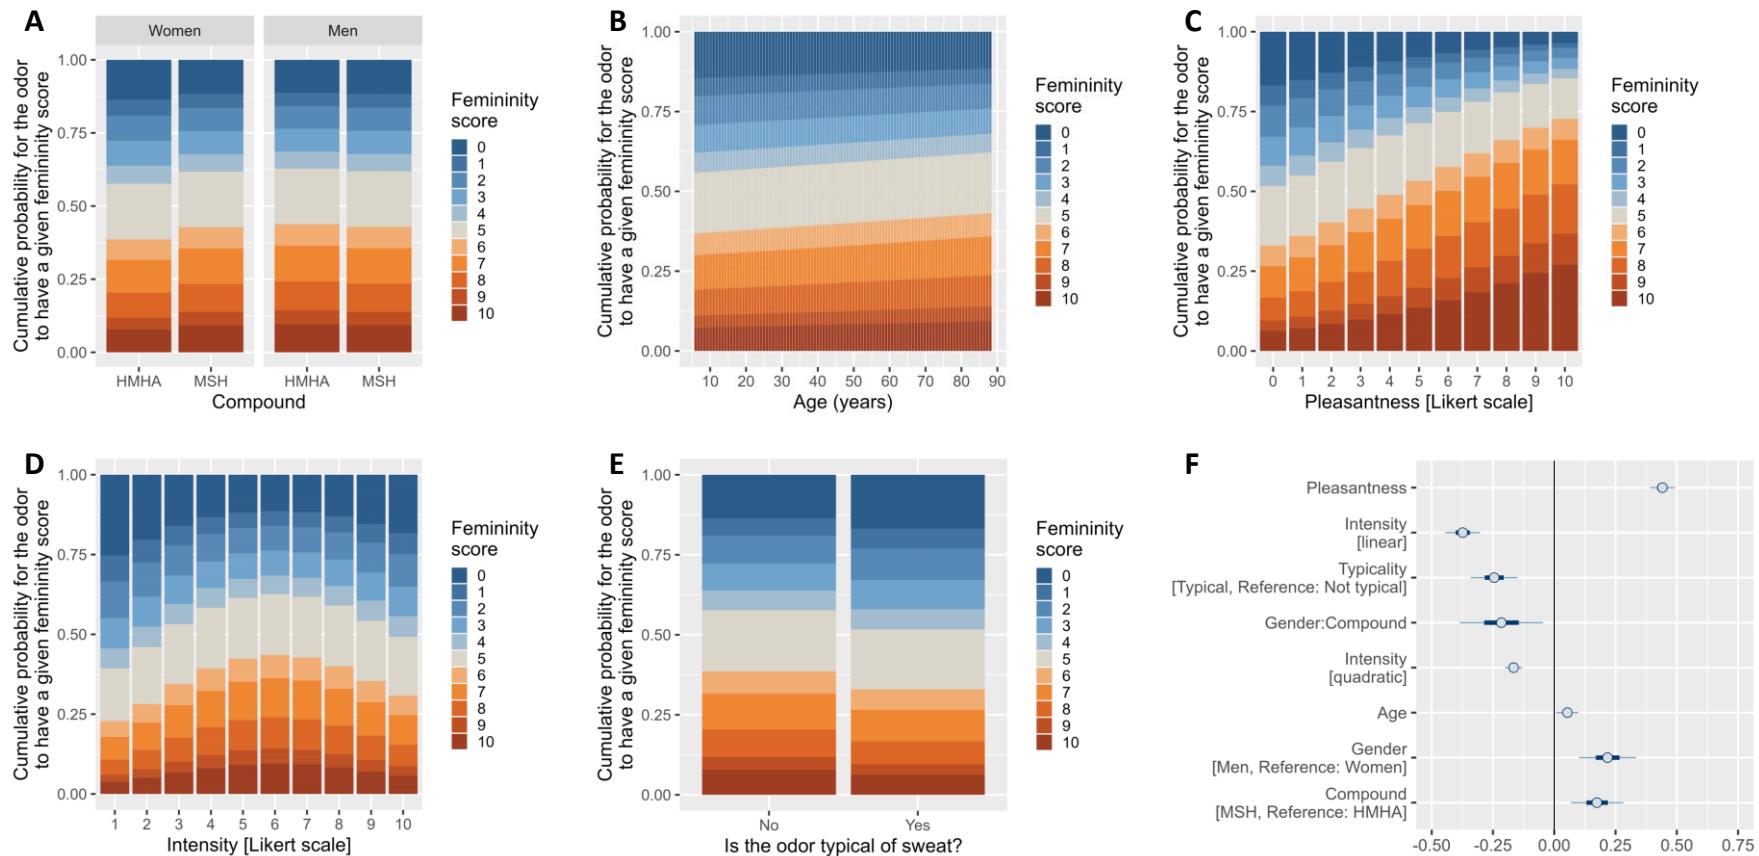 A
Women
Men
Cumulative probability for the odor
to have a given femininity score
1.00
0.75
0.50
0.25
0.00
HMHA
MSH
HMHA
MSH
Compound
Femininity
score
0
1
2
3
4
5
6
7
8
9
10
B
Cumulative probability for the odor
to have a given femininity score
1.00
0.75
0.50
0.25
0.00
10 20 30 40 50 60 70 80 90
Age (years)
Femininity
score
0
1
2
3
4
5
6
7
8
9
10
C
Cumulative probability for the odor
to have a given femininity score
1.00
0.75
0.50
0.25
0.00
0 1 2 3 4 5 6 7 8 9 10
Pleasantness [Likert scale]
Femininity
score
0
1
2
3
4
5
6
7
8
9
10
D
Cumulative probability for the odor
to have a given femininity score
1.00
0.75
0.50
0.25
0.00
1 2 3 4 5 6 7 8 9 10
Intensity [Likert scale]
Femininity
score
0
1
2
3
4
5
6
7
8
9
10
E
Cumulative probability for the odor
to have a given femininity score
1.00
0.75
0.50
0.25
0.00
No Yes
Is the odor typical of sweat?
Femininity
score
0
1
2
3
4
5
6
7
8
9
10
F
Pleasantness
Intensity
[linear]
Typicality
[Typical, Reference: Not typical]
Gender:Compound
Intensity
[quadratic]
Age
Gender
[Men, Reference: Women]
Compound
[MSH, Reference: HMHA]
-0.50 -0.25 0.00 0.25 0.50 0.75